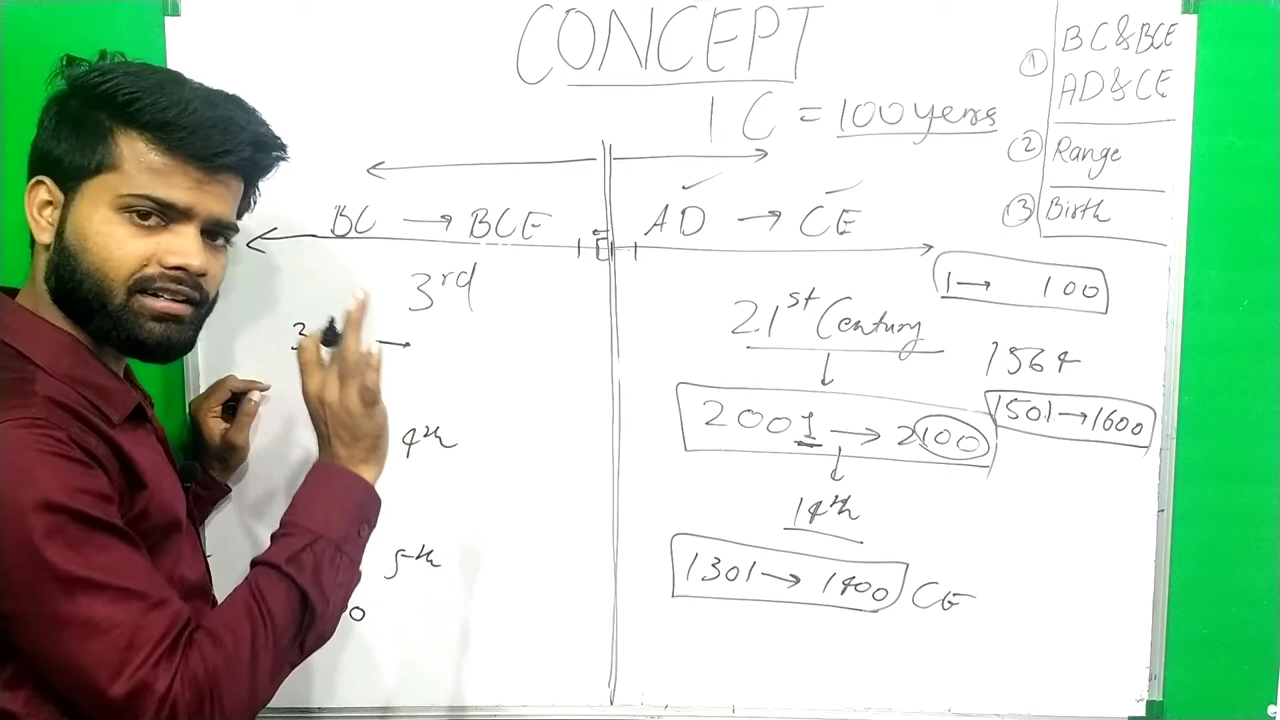 CONCEPT
1 C = 100 years
① BC & BCE
AD & CE
② Range
③ Birth
BC → BCE
AD → CE
1 → 100
3rd
3
4th
5th
0
21st Century
2001 → 2100
14th
1301 → 1400 CE
1564
1501 → 1600